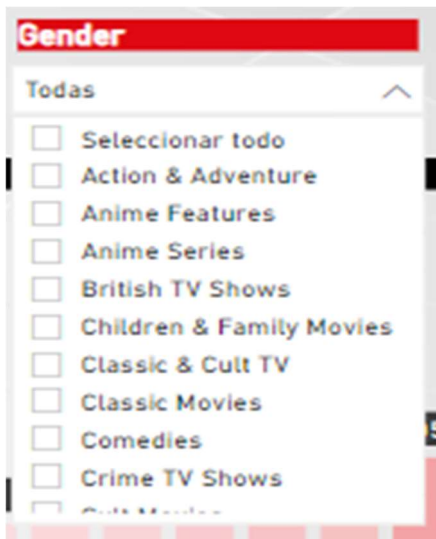 Gender
Todas
Seleccionar todo
Action & Adventure
Anime Features
Anime Series
British TV Shows
Children & Family Movies
Classic & Cult TV
Classic Movies
Comedies
Crime TV Shows